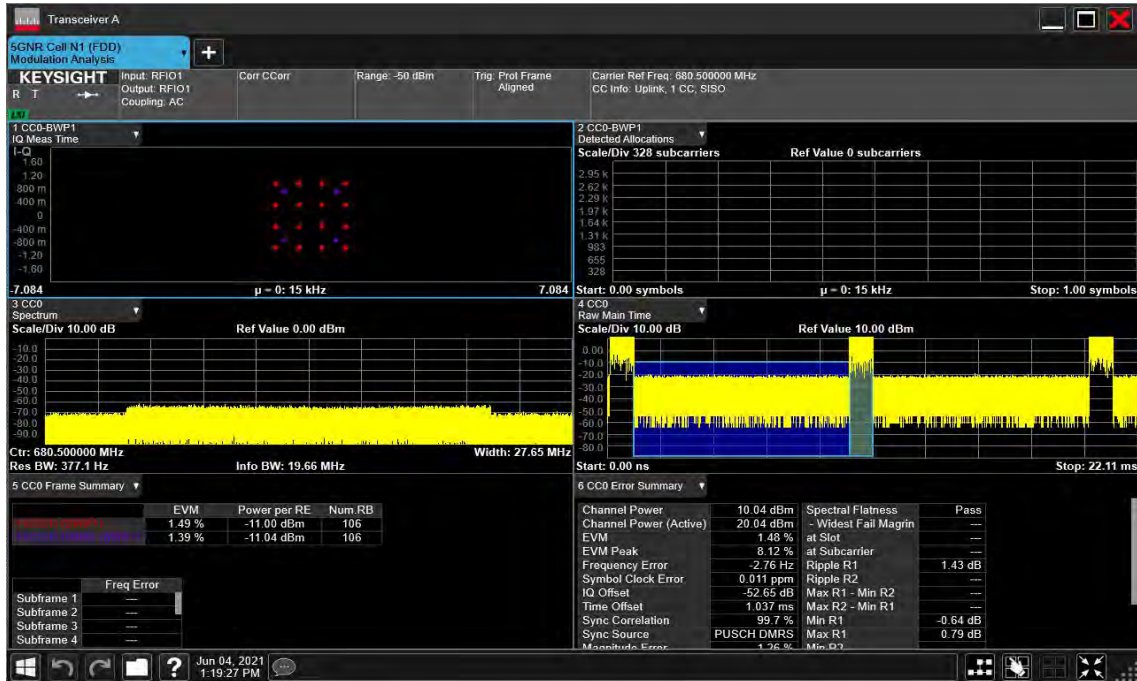 Transceiver A
5GNR Cell N1 (FDD)
Modulation Analysis
+
KEYSIGHT
R T
LXI
Input: RFIO1
Output: RFIO1
Coupling: AC
Corr CCorr
Range: -50 dBm
Trig: Prot Frame
Aligned
Carrier Ref Freq: 680.500000 MHz
CC Info: Uplink, 1 CC, SISO
1 CC0-BWP1
IQ Meas Time
I-Q
1.60
1.20
800 m
400 m
0
-400 m
-800 m
-1.20
-1.60
-7.084 µ = 0: 15 kHz 7.084
2 CC0-BWP1
Detected Allocations
Scale/Div 328 subcarriers Ref Value 0 subcarriers
2.95 k
2.62 k
2.29 k
1.97 k
1.64 k
1.31 k
983
655
328
Start: 0.00 symbols µ = 0: 15 kHz Stop: 1.00 symbols
3 CC0
Spectrum
Scale/Div 10.00 dB Ref Value 0.00 dBm
-10.0
-20.0
-30.0
-40.0
-50.0
-60.0
-70.0
-80.0
-90.0
Ctr: 680.500000 MHz Width: 27.65 MHz
Res BW: 377.1 Hz Info BW: 19.66 MHz
4 CC0
Raw Main Time
Scale/Div 10.00 dB Ref Value 10.00 dBm
0.00
-10.0
-20.0
-30.0
-40.0
-50.0
-60.0
-70.0
-80.0
Start: 0.00 ns Stop: 22.11 ms
5 CC0 Frame Summary
EVM Power per RE Num.RB
1.49 % -11.00 dBm 106
1.39 % -11.04 dBm 106
Freq Error
Subframe 1 ---
Subframe 2 ---
Subframe 3 ---
Subframe 4 ---
6 CC0 Error Summary
Channel Power 10.04 dBm Spectral Flatness Pass
Channel Power (Active) 20.04 dBm - Widest Fail Magrin ---
EVM 1.48 % at Slot ---
EVM Peak 8.12 % at Subcarrier ---
Frequency Error -2.76 Hz Ripple R1 1.43 dB
Symbol Clock Error 0.011 ppm Ripple R2 ---
IQ Offset -52.65 dB Max R1 - Min R2 ---
Time Offset 1.037 ms Max R2 - Min R1 ---
Sync Correlation 99.7 % Min R1 -0.64 dB
Sync Source PUSCH DMRS Max R1 0.79 dB
Magnitude Error 1.26 % Min R2
?
Jun 04, 2021
1:19:27 PM